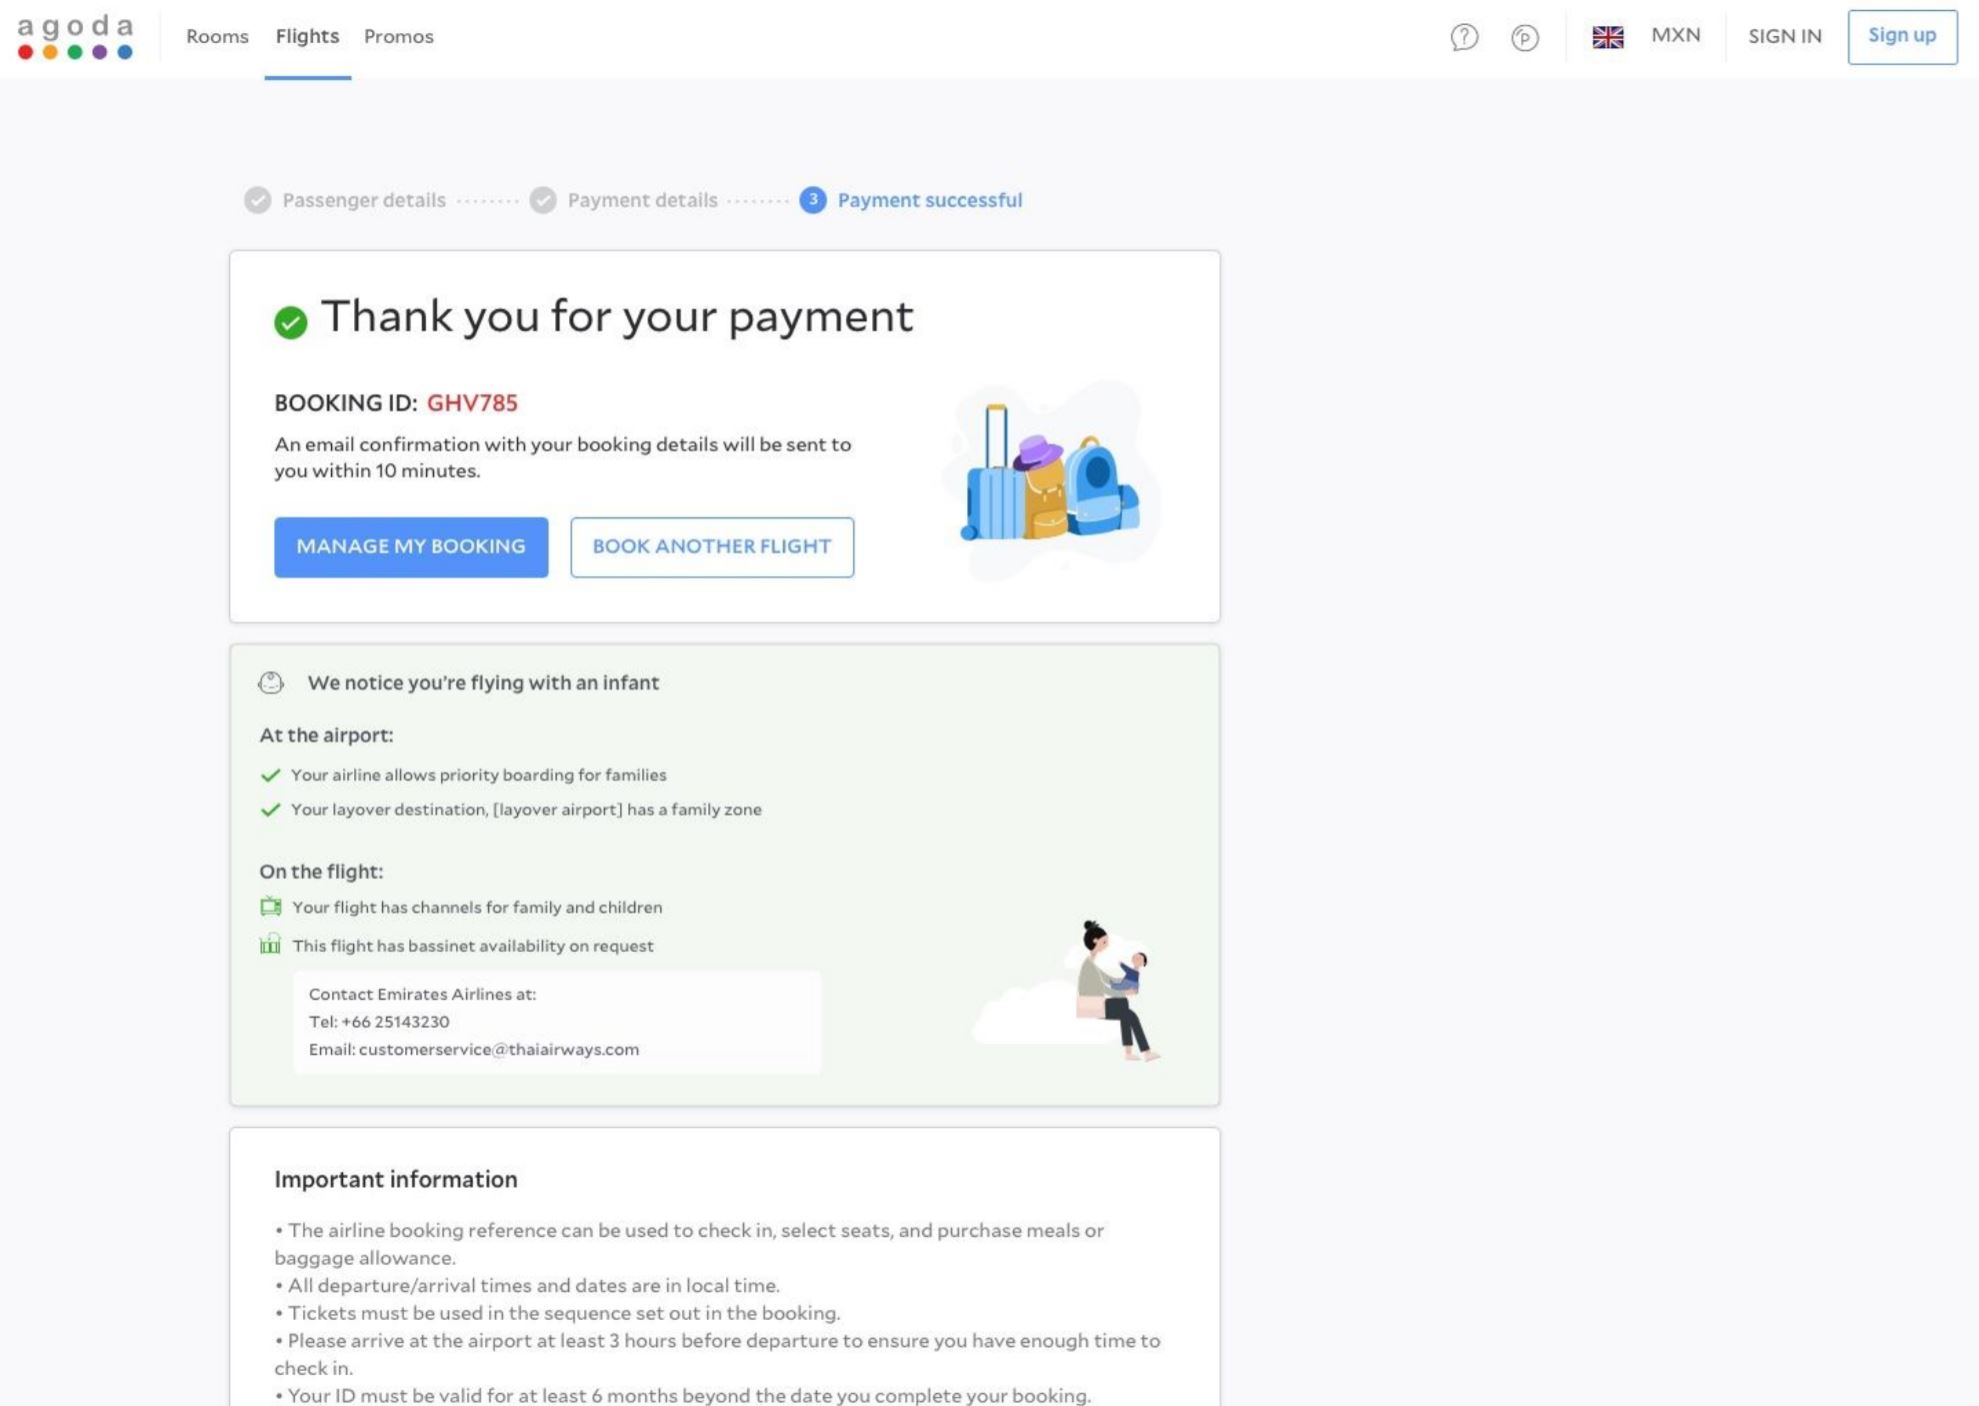 agoda
Rooms Flights Promos
? P MXN SIGN IN Sign up
Passenger details ........ Payment details ........ 3 Payment successful
Thank you for your payment
BOOKING ID: GHV785
An email confirmation with your booking details will be sent to
you within 10 minutes.
MANAGE MY BOOKING BOOK ANOTHER FLIGHT
We notice you're flying with an infant
At the airport:
Your airline allows priority boarding for families
Your layover destination, [layover airport] has a family zone
On the flight:
Your flight has channels for family and children
This flight has bassinet availability on request
Contact Emirates Airlines at:
Tel: +66 25143230
Email: customerservice@thaiairways.com
Important information
• The airline booking reference can be used to check in, select seats, and purchase meals or
baggage allowance.
• All departure/arrival times and dates are in local time.
• Tickets must be used in the sequence set out in the booking.
• Please arrive at the airport at least 3 hours before departure to ensure you have enough time to
check in.
• Your ID must be valid for at least 6 months beyond the date you complete your booking.